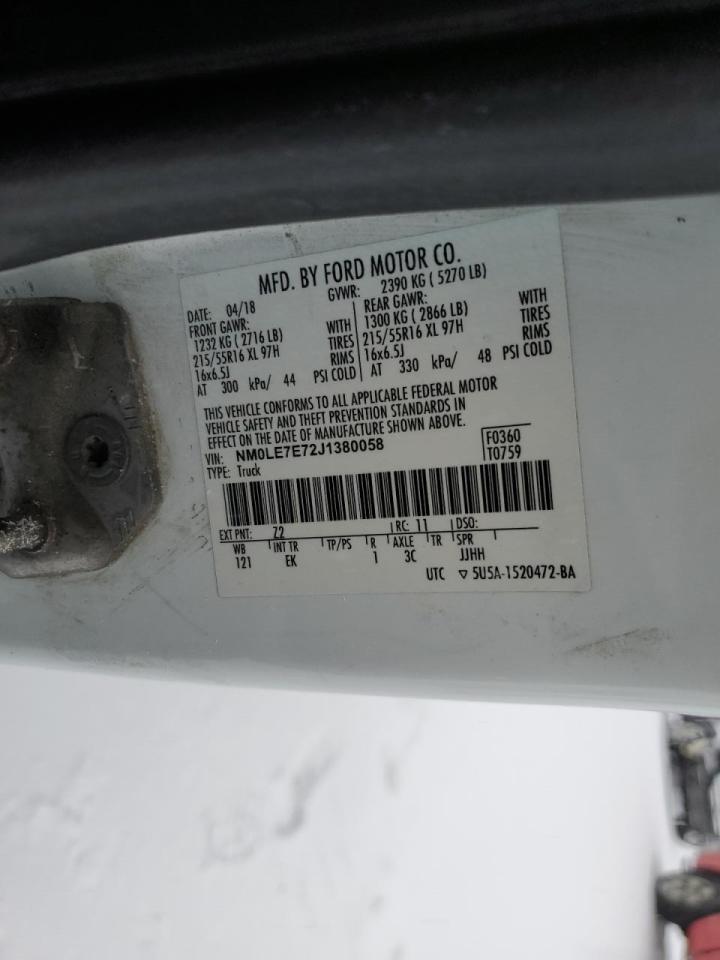 MFD. BY FORD MOTOR CO.
DATE: 04/18 GVWR: 2390 KG ( 5270 LB)
FRONT GAWR: REAR GAWR:
1232 KG ( 2716 LB) WITH 1300 KG ( 2866 LB) WITH
215/55R16 XL 97H TIRES 215/55R16 XL 97H TIRES
16x6.5J RIMS 16x6.5J RIMS
AT 300 kPa/ 44 PSI COLD AT 330 kPa/ 48 PSI COLD
THIS VEHICLE CONFORMS TO ALL APPLICABLE FEDERAL MOTOR
VEHICLE SAFETY AND THEFT PREVENTION STANDARDS IN
EFFECT ON THE DATE OF MANUFACTURE SHOWN ABOVE.
VIN: NM0LE7E72J1380058 F0360
TYPE: Truck T0759
EXT PNT: Z2 RC: 11 DSO:
WB INT TR TP/PS R AXLE TR SPR
121 EK 1 3C JJHH
UTC ▽ 5U5A-1520472-BA